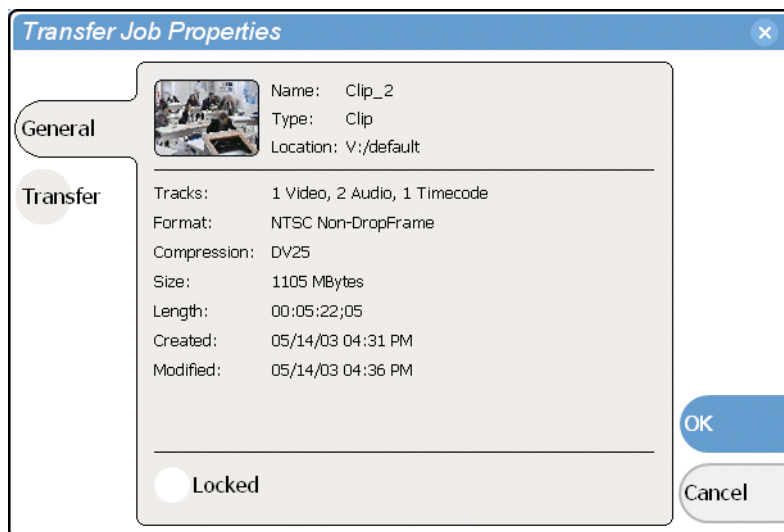 Transfer Job Properties
General
Transfer
Name: Clip_2
Type: Clip
Location: V:/default
Tracks: 1 Video, 2 Audio, 1 Timecode
Format: NTSC Non-DropFrame
Compression: DV25
Size: 1105 MBytes
Length: 00:05:22;05
Created: 05/14/03 04:31 PM
Modified: 05/14/03 04:36 PM
Locked
OK
Cancel